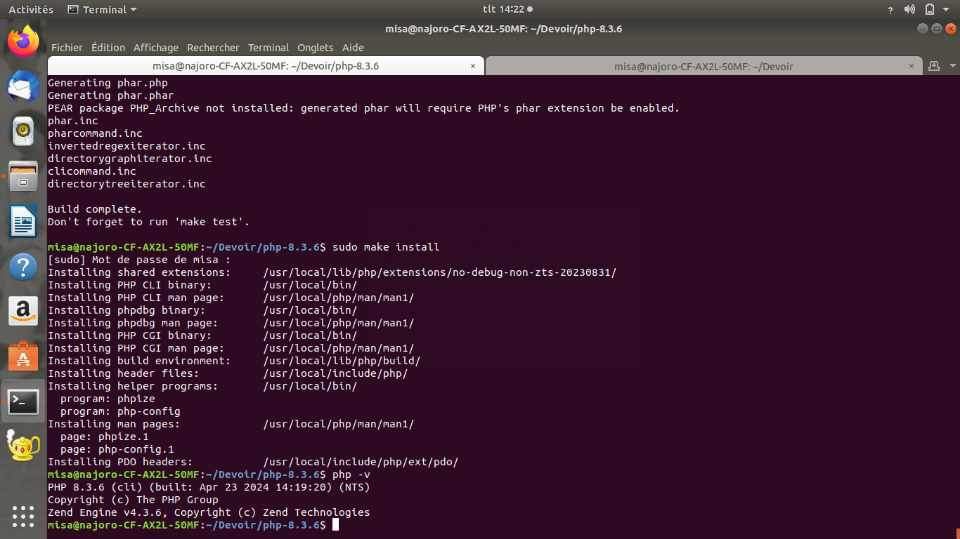 Activités Terminal tlt 14:22
misa@najoro-CF-AX2L-50MF: ~/Devoir/php-8.3.6
Fichier Édition Affichage Rechercher Terminal Onglets Aide
misa@najoro-CF-AX2L-50MF: ~/Devoir/php-8.3.6 × misa@najoro-CF-AX2L-50MF: ~/Devoir ×
Generating phar.php
Generating phar.phar
PEAR package PHP_Archive not installed: generated phar will require PHP's phar extension be enabled.
phar.inc
pharcommand.inc
invertedregexiterator.inc
directorygraphiterator.inc
clicommand.inc
directorytreeiterator.inc
Build complete.
Don't forget to run 'make test'.
misa@najoro-CF-AX2L-50MF:~/Devoir/php-8.3.6$ sudo make install
[sudo] Mot de passe de misa :
Installing shared extensions: /usr/local/lib/php/extensions/no-debug-non-zts-20230831/
Installing PHP CLI binary: /usr/local/bin/
Installing PHP CLI man page: /usr/local/php/man/man1/
Installing phpdbg binary: /usr/local/bin/
Installing phpdbg man page: /usr/local/php/man/man1/
Installing PHP CGI binary: /usr/local/bin/
Installing PHP CGI man page: /usr/local/php/man/man1/
Installing build environment: /usr/local/lib/php/build/
Installing header files: /usr/local/include/php/
Installing helper programs: /usr/local/bin/
program: phpize
program: php-config
Installing man pages: /usr/local/php/man/man1/
page: phpize.1
page: php-config.1
Installing PDO headers: /usr/local/include/php/ext/pdo/
misa@najoro-CF-AX2L-50MF:~/Devoir/php-8.3.6$ php -v
PHP 8.3.6 (cli) (built: Apr 23 2024 14:19:20) (NTS)
Copyright (c) The PHP Group
Zend Engine v4.3.6, Copyright (c) Zend Technologies
misa@najoro-CF-AX2L-50MF:~/Devoir/php-8.3.6$